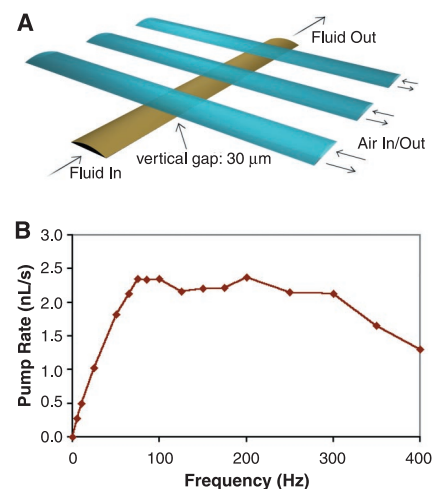 A
Fluid Out
Air In/Out
vertical gap: 30 μm
Fluid In
B
Pump Rate (nL/s)
3.0
2.5
2.0
1.5
1.0
0.5
0.0
0 100 200 300 400
Frequency (Hz)